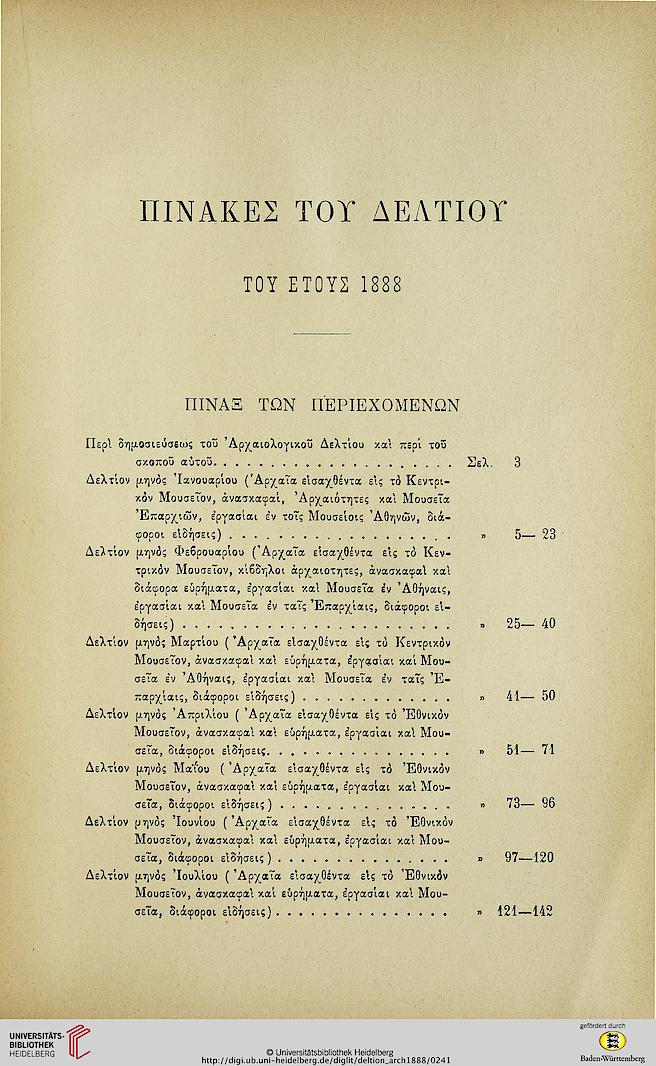 ΠΙΝΑΚΕΣ ΤΟΥ ΔΕΛΤΙΟΥ
ΤΟΥ ΕΤΟΥΣ 1888
ΠΙΝΑΞ ΤΩΝ ΠΕΡΙΕΧΟΜΕΝΩΝ
Περὶ δημοσιεύσεως τοῦ Ἀρχαιολογικοῦ Δελτίου καὶ περὶ τοῦ
σκοποῦ αὐτοῦ. . . . . . . . . . . . . . . . . . . . . Σελ. 3
Δελτίον μηνὸς Ἰανουαρίου (Ἀρχαῖα εἰσαχθέντα εἰς τὸ Κεντρι-
κὸν Μουσεῖον, ἀνασκαφαί, Ἀρχαιότητες καὶ Μουσεῖα
Ἐπαρχιῶν, ἐργασίαι ἐν τοῖς Μουσείοις Ἀθηνῶν, διά-
φοροι εἰδήσεις) . . . . . . . . . . . . . . . . . . . . » 5— 23
Δελτίον μηνὸς Φεβρουαρίου (Ἀρχαῖα εἰσαχθέντα εἰς τὸ Κεν-
τρικὸν Μουσεῖον, κίβδηλοι ἀρχαιοτητες, ἀνασκαφαὶ καὶ
διάφορα εὑρήματα, ἐργασίαι καὶ Μουσεῖα ἐν Ἀθήναις,
ἐργασίαι καὶ Μουσεῖα ἐν ταῖς Ἐπαρχίαις, διάφοροι εἰ-
δήσεις) . . . . . . . . . . . . . . . . . . . . . . . . » 25— 40
Δελτίον μηνὸς Μαρτίου (Ἀρχαῖα εἰσαχθέντα εἰς τὸ Κεντρικὸν
Μουσεῖον, ἀνασκαφαὶ καὶ εὑρήματα, ἐργασίαι καί Μου-
σεῖα ἐν Ἀθήναις, ἐργασίαι καὶ Μουσεῖα ἐν ταῖς Ἐ-
παρχίαις, διάφοροι εἰδήσεις) . . . . . . . . . . . . . . » 41— 50
Δελτίον μηνὸς Ἀπριλίου (Ἀρχαῖα εἰσαχθέντα εἰς τὸ Ἐθνικὸν
Μουσεῖον, ἀνασκαφαὶ καὶ εὑρήματα, ἐργασίαι καὶ Μου-
σεῖα, διάφοροι εἰδήσεις. . . . . . . . . . . . . . . . . » 51— 71
Δελτίον μηνὸς Μαΐου (Ἀρχαῖα εἰσαχθέντα εἰς τὸ Ἐθνικὸν
Μουσεῖον, ἀνασκαφαὶ καὶ εὑρήματα, ἐργασίαι καὶ Μου-
σεῖα, διάφοροι εἰδήσεις) . . . . . . . . . . . . . . . . » 73— 96
Δελτίον μηνὸς Ἰουνίου (Ἀρχαῖα εἰσαχθέντα εἰς τὸ Ἐθνικὸν
Μουσεῖον, ἀνασκαφαὶ καὶ εὑρήματα, ἐργασίαι καὶ Μου-
σεῖα, διάφοροι εἰδήσεις) . . . . . . . . . . . . . . . . » 97—120
Δελτίον μηνὸς Ἰουλίου (Ἀρχαῖα εἰσαχθέντα εἰς τὸ Ἐθνικὸν
Μουσεῖον, ἀνασκαφαὶ καὶ εὑρήματα, ἐργασίαι καὶ Μου-
σεῖα, διάφοροι εἰδήσεις) . . . . . . . . . . . . . . . . » 121—142
UNIVERSITÄTS-
BIBLIOTHEK
HEIDELBERG
© Universitätsbibliothek Heidelberg
http://digi.ub.uni-heidelberg.de/diglit/deltion_arch1888/0241
gefördert durch
Baden-Württemberg